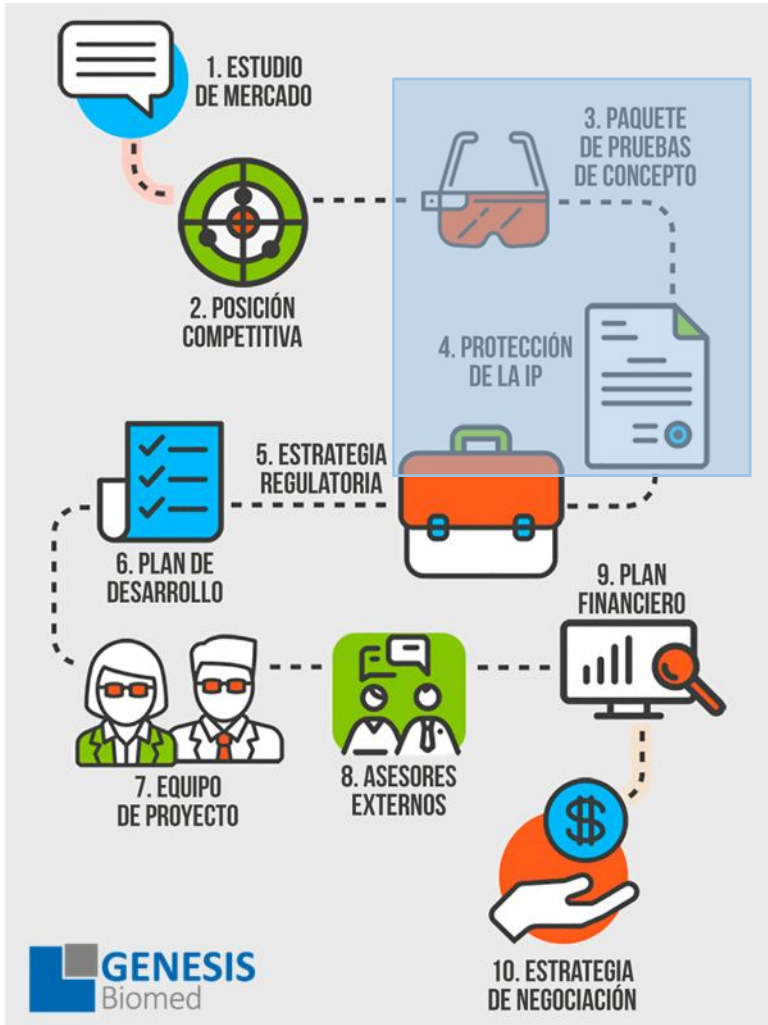 1. ESTUDIO
DE MERCADO
2. POSICIÓN
COMPETITIVA
3. PAQUETE
DE PRUEBAS
DE CONCEPTO
4. PROTECCIÓN
DE LA IP
5. ESTRATEGIA
REGULATORIA
6. PLAN DE
DESARROLLO
7. EQUIPO
DE PROYECTO
8. ASESORES
EXTERNOS
9. PLAN
FINANCIERO
$
10. ESTRATEGIA
DE NEGOCIACIÓN
GENESIS
Biomed